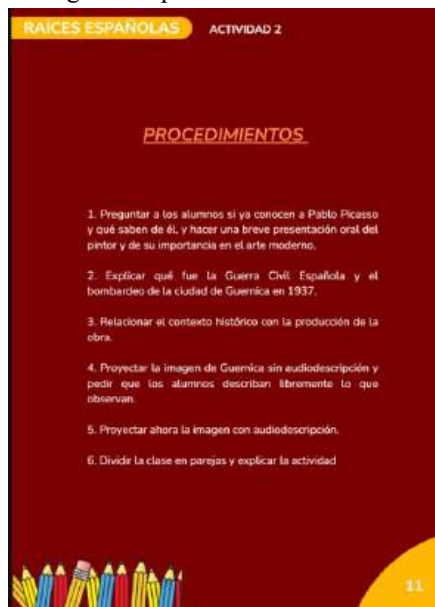 RAÍCES ESPAÑOLAS
ACTIVIDAD 2
PROCEDIMIENTOS
1. Preguntar a los alumnos si ya conocen a Pablo Picasso
y qué saben de él, y hacer una breve presentación oral del
pintor y de su importancia en el arte moderno.
2. Explicar qué fue la Guerra Civil Española y el
bombardeo de la ciudad de Guernica en 1937.
3. Relacionar el contexto histórico con la producción de la
obra.
4. Proyectar la imagen de Guernica sin audiodescripción y
pedir que los alumnos describan libremente lo que
observan.
5. Proyectar ahora la imagen con audiodescripción.
6. Dividir la clase en parejas y explicar la actividad
11